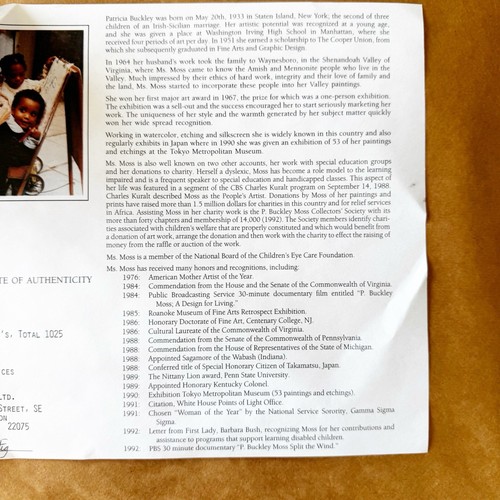 Patricia Buckley was born on May 20th, 1933 in Staten Island, New York; the second of three
children of an Irish-Sicilian marriage. Her artistic potential was recognized at a young age,
and she was given a place at Washington Irving High School in Manhattan, where she
received four periods of art per day. In 1951 she earned a scholarship to The Cooper Union, from
which she subsequently graduated in Fine Arts and Graphic Design.
In 1964 her husband's work took the family to Waynesboro, in the Shenandoah Valley of
Virginia, where Ms. Moss came to know the Amish and Mennonite people who live in the
Valley. Much impressed by their ethics of hard work, integrity and their love of family and
the land, Ms. Moss started to incorporate these people into her Valley paintings.
She won her first major art award in 1967, the prize for which was a one-person exhibition.
The exhibition was a sell-out and the success encouraged her to start seriously marketing her
work. The uniqueness of her style and the warmth generated by her subject matter quickly
won her wide spread recognition.
Working in watercolor, etching and silkscreen she is widely known in this country and also
regularly exhibits in Japan where in 1990 she was given an exhibition of 53 of her paintings
and etchings at the Tokyo Metropolitan Museum.
Ms. Moss is also well known on two other accounts, her work with special education groups
and her donations to charity. Herself a dyslexic, Moss has become a role model to the learning
impaired and is a frequent speaker to special education and handicapped classes. This aspect of
her life was featured in a segment of the CBS Charles Kuralt program on September 14, 1988.
Charles Kuralt described Moss as the People's Artist. Donations by Moss of her paintings and
prints have raised more than 1.5 million dollars for charities in this country and for relief services
in Africa. Assisting Moss in her charity work is the P. Buckley Moss Collectors' Society with its
more than forty chapters and membership of 14,000 (1992). The Society members identify chari-
ties associated with children's welfare that are properly constituted and which would benefit from
a donation of art work, arrange the donation and then work with the charity to effect the raising of
money from the raffle or auction of the work.
Ms. Moss is a member of the National Board of the Children's Eye Care Foundation.
Ms. Moss has received many honors and recognitions, including:
1976: American Mother Artist of the Year.
1984: Commendation from the House and the Senate of the Commonwealth of Virginia.
1984: Public Broadcasting Service 30-minute documentary film entitled "P. Buckley
Moss; A Design for Living."
1985: Roanoke Museum of Fine Arts Retrospect Exhibition.
1986: Honorary Doctorate of Fine Art, Centenary College, NJ.
1986: Cultural Laureate of the Commonwealth of Virginia.
1988: Commendation from the Senate of the Commonwealth of Pennsylvania.
1988: Commendation from the House of Representatives of the State of Michigan.
1988: Appointed Sagamore of the Wabash (Indiana).
1988: Conferred title of Special Honorary Citizen of Takamatsu, Japan.
1989: The Nittany Lion award, Penn State University.
1989: Appointed Honorary Kentucky Colonel.
1990: Exhibition Tokyo Metropolitan Museum (53 paintings and etchings).
1991: Citation, White House Points of Light Office.
1991: Chosen "Woman of the Year" by the National Service Sorority, Gamma Sigma
Sigma.
1992: Letter from First Lady, Barbara Bush, recognizing Moss for her contributions and
assistance to programs that support learning disabled children.
1992: PBS 30 minute documentary "P. Buckley Moss Split the Wind."
TE OF AUTHENTICITY
'S, TOTAL 1025
CES
LTD.
STREET, SE
ON
22075